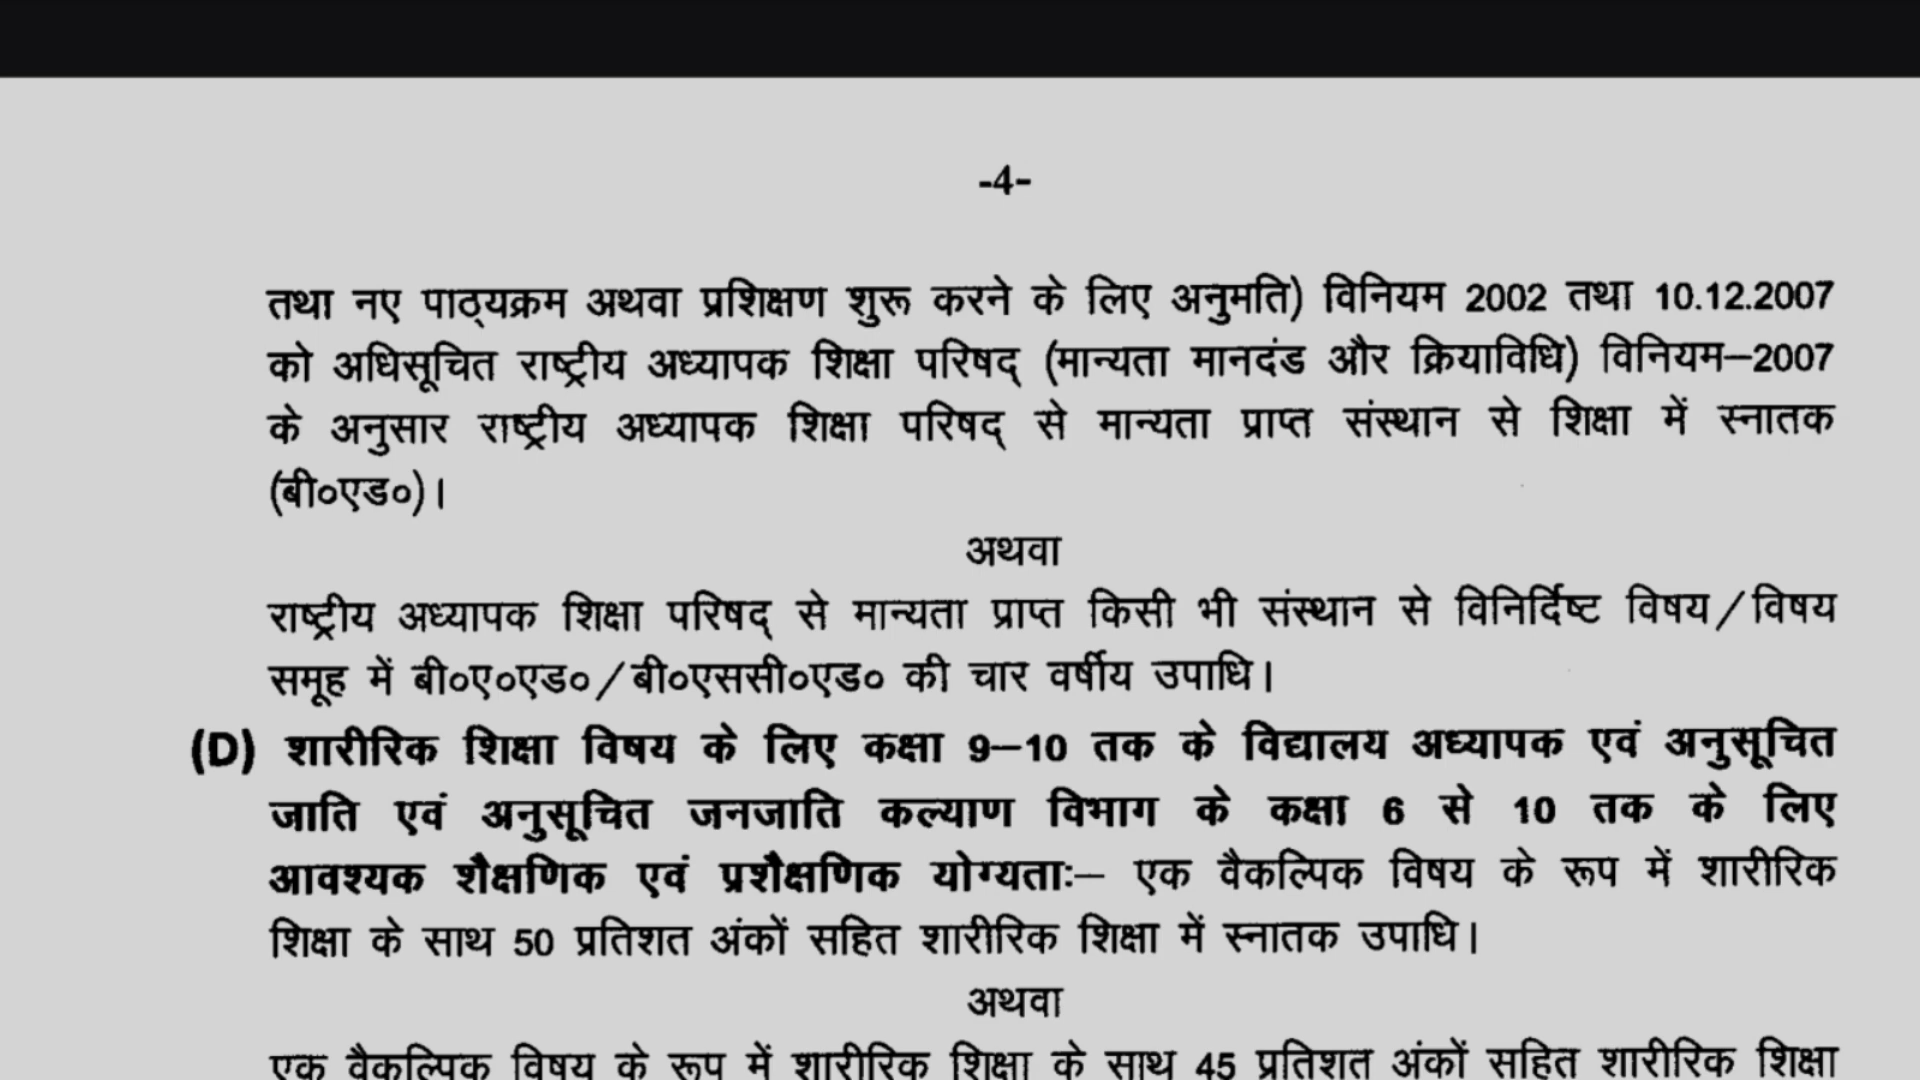 -4-
तथा नए पाठ्यक्रम अथवा प्रशिक्षण शुरू करने के लिए अनुमति) विनियम 2002 तथा 10.12.2007
को अधिसूचित राष्ट्रीय अध्यापक शिक्षा परिषद् (मान्यता मानदंड और क्रियाविधि) विनियम–2007
के अनुसार राष्ट्रीय अध्यापक शिक्षा परिषद् से मान्यता प्राप्त संस्थान से शिक्षा में स्नातक
(बी०एड०)।
अथवा
राष्ट्रीय अध्यापक शिक्षा परिषद् से मान्यता प्राप्त किसी भी संस्थान से विनिर्दिष्ट विषय/विषय
समूह में बी०ए०एड०/बी०एससी०एड० की चार वर्षीय उपाधि।
(D) शारीरिक शिक्षा विषय के लिए कक्षा 9–10 तक के विद्यालय अध्यापक एवं अनुसूचित
जाति एवं अनुसूचित जनजाति कल्याण विभाग के कक्षा 6 से 10 तक के लिए
आवश्यक शैक्षणिक एवं प्रशैक्षणिक योग्यताः– एक वैकल्पिक विषय के रूप में शारीरिक
शिक्षा के साथ 50 प्रतिशत अंकों सहित शारीरिक शिक्षा में स्नातक उपाधि।
अथवा
एक वैकल्पिक विषय के रूप में शारीरिक शिक्षा के साथ 45 प्रतिशत अंकों सहित शारीरिक शिक्षा